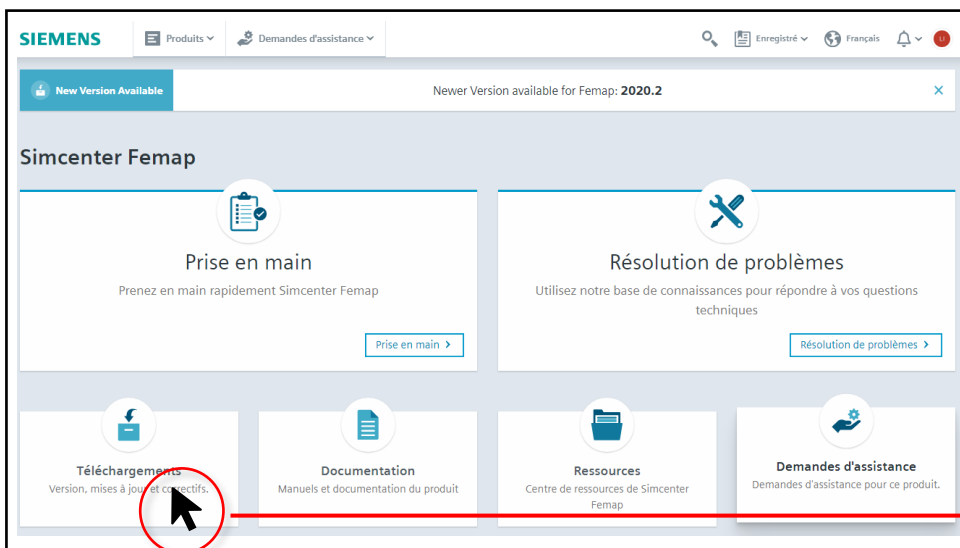 SIEMENS
Produits
Demandes d'assistance
Enregistré
Français
LI
New Version Available
Newer Version available for Femap: 2020.2
Simcenter Femap
Prise en main
Prenez en main rapidement Simcenter Femap
Prise en main
Résolution de problèmes
Utilisez notre base de connaissances pour répondre à vos questions
techniques
Résolution de problèmes
Téléchargements
Version, mises à jour et correctifs.
Documentation
Manuels et documentation du produit
Ressources
Centre de ressources de Simcenter
Femap
Demandes d'assistance
Demandes d'assistance pour ce produit.